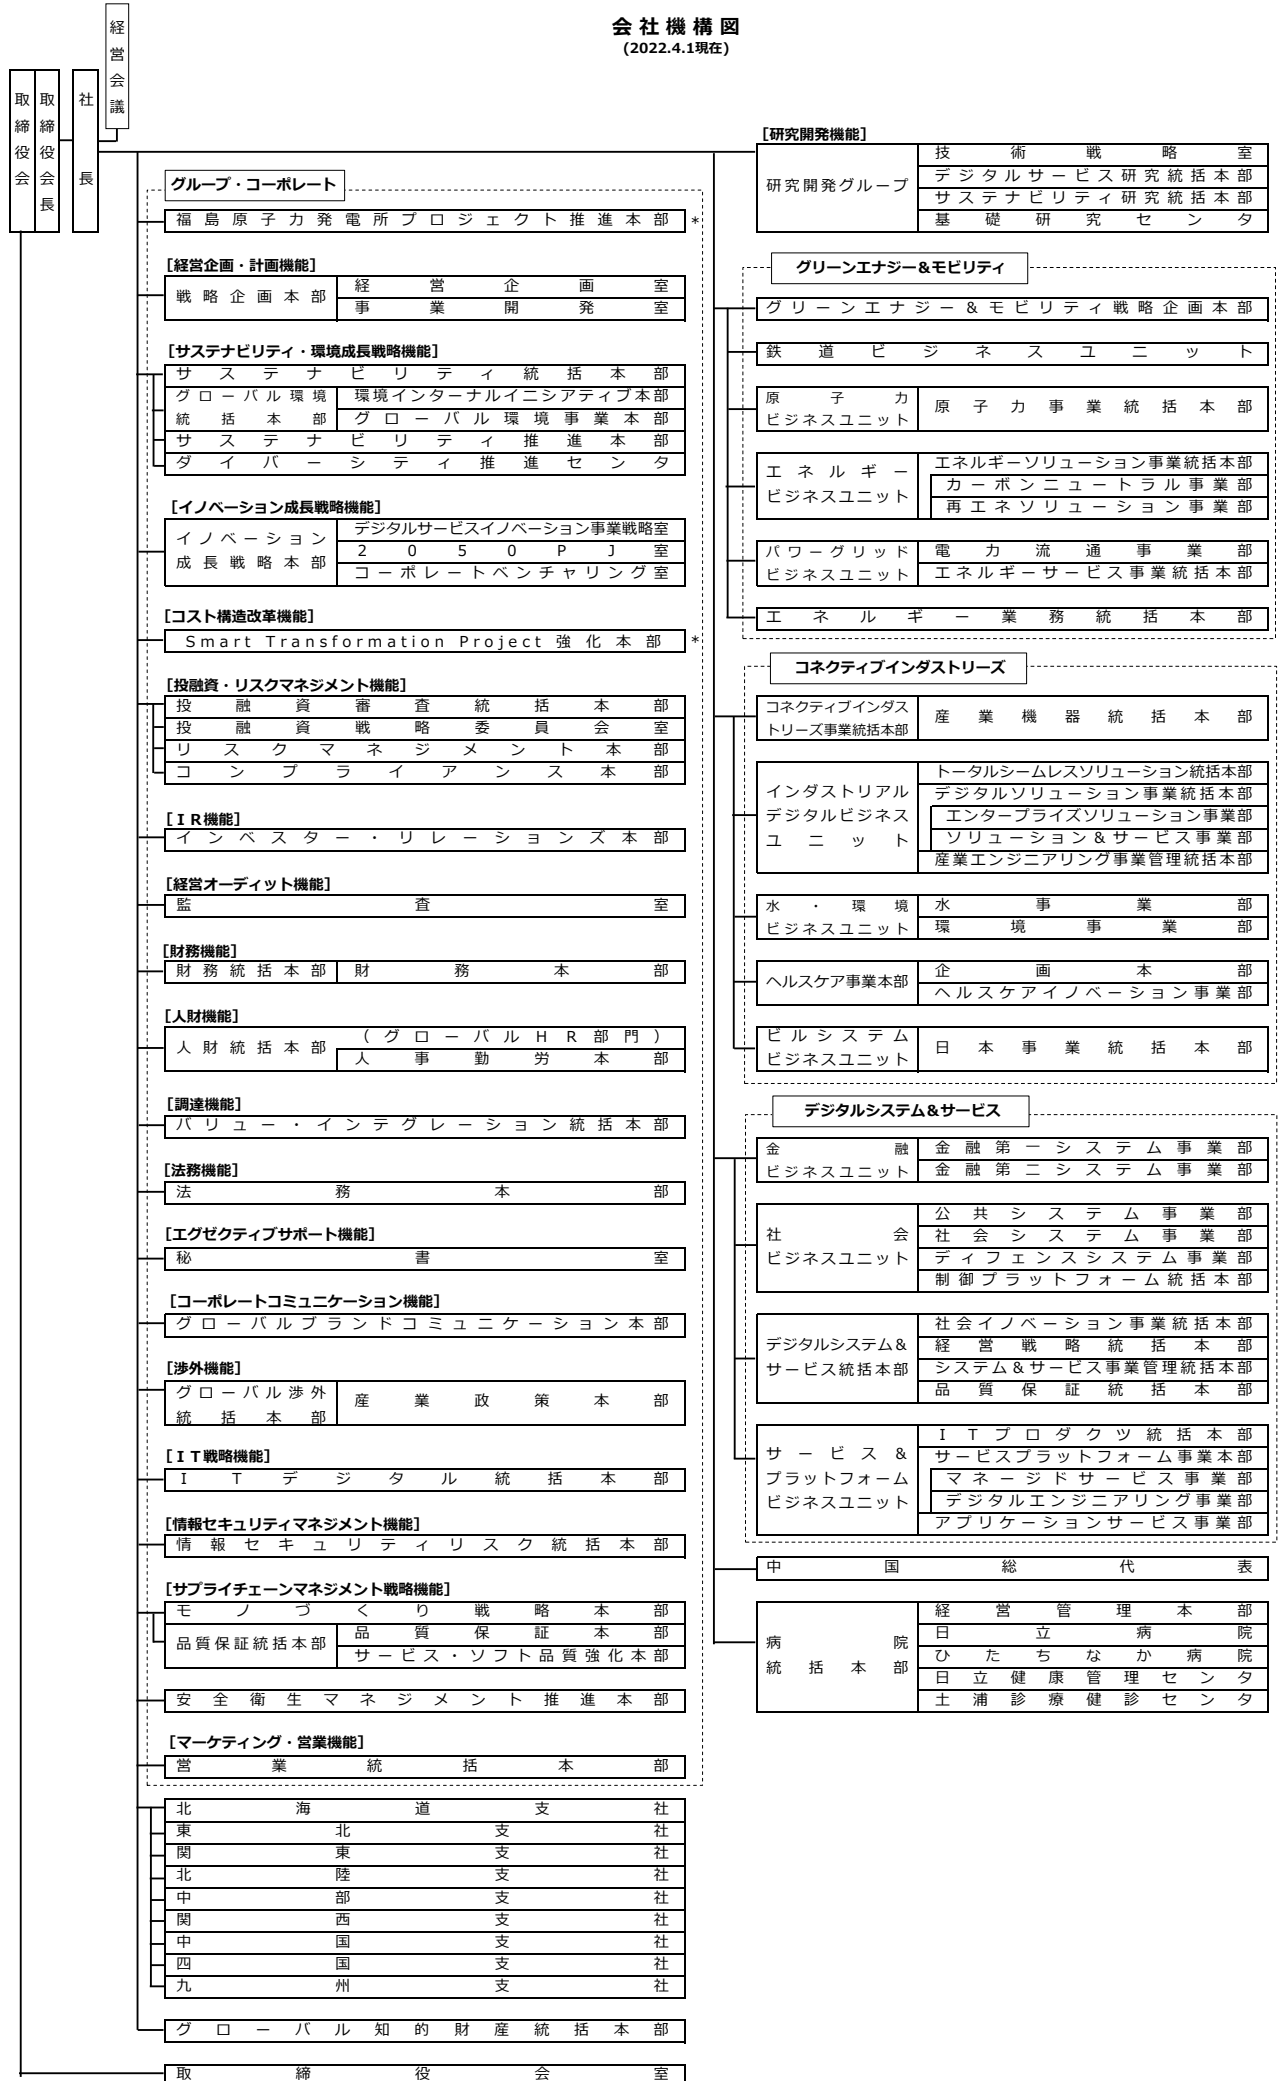 会社機構図
(2022.4.1現在)
経営会議
取締役会
取締役会長
社長
グループ・コーポレート
福島原子力発電所プロジェクト推進本部 *
[経営企画・計画機能]
戦略企画本部
経営企画室
事業開発室
[サステナビリティ・環境成長戦略機能]
サステナビリティ統括本部
グローバル環境
統括本部
環境インターナルイニシアティブ本部
グローバル環境事業本部
サステナビリティ推進本部
ダイバーシティ推進センタ
[イノベーション成長戦略機能]
イノベーション
成長戦略本部
デジタルサービスイノベーション事業戦略室
2050PJ室
コーポレートベンチャリング室
[コスト構造改革機能]
Smart Transformation Project 強化本部 *
[投融資・リスクマネジメント機能]
投融資審査統括本部
投融資戦略委員会室
リスクマネジメント本部
コンプライアンス本部
[IR機能]
インベスター・リレーションズ本部
[経営オーディット機能]
監査室
[財務機能]
財務統括本部
財務本部
[人財機能]
人財統括本部
(グローバルHR部門)
人事勤労本部
[調達機能]
バリュー・インテグレーション統括本部
[法務機能]
法務本部
[エグゼクティブサポート機能]
秘書室
[コーポレートコミュニケーション機能]
グローバルブランドコミュニケーション本部
[渉外機能]
グローバル渉外
統括本部
産業政策本部
[IT戦略機能]
ITデジタル統括本部
[情報セキュリティマネジメント機能]
情報セキュリティリスク統括本部
[サプライチェーンマネジメント戦略機能]
モノづくり戦略本部
品質保証統括本部
品質保証本部
サービス・ソフト品質強化本部
安全衛生マネジメント推進本部
[マーケティング・営業機能]
営業統括本部
北海道支社
東北支社
関東支社
北陸支社
中部支社
関西支社
中国支社
四国支社
九州支社
グローバル知的財産統括本部
取締役会室
[研究開発機能]
研究開発グループ
技術戦略室
デジタルサービス研究統括本部
サステナビリティ研究統括本部
基礎研究センタ
グリーンエナジー&モビリティ
グリーンエナジー&モビリティ戦略企画本部
鉄道ビジネスユニット
原子力
ビジネスユニット
原子力事業統括本部
エネルギー
ビジネスユニット
エネルギーソリューション事業統括本部
カーボンニュートラル事業部
再エネソリューション事業部
パワーグリッド
ビジネスユニット
電力流通事業部
エネルギーサービス事業統括本部
エネルギー業務統括本部
コネクティブインダストリーズ
コネクティブインダス
トリーズ事業統括本部
産業機器統括本部
インダストリアル
デジタルビジネス
ユニット
トータルシームレスソリューション統括本部
デジタルソリューション事業統括本部
エンタープライズソリューション事業部
ソリューション&サービス事業部
産業エンジニアリング事業管理統括本部
水・環境
ビジネスユニット
水事業部
環境事業部
ヘルスケア事業本部
企画本部
ヘルスケアイノベーション事業部
ビルシステム
ビジネスユニット
日本事業統括本部
デジタルシステム&サービス
金融
ビジネスユニット
金融第一システム事業部
金融第二システム事業部
社会
ビジネスユニット
公共システム事業部
社会システム事業部
ディフェンスシステム事業部
制御プラットフォーム統括本部
デジタルシステム&
サービス統括本部
社会イノベーション事業統括本部
経営戦略統括本部
システム&サービス事業管理統括本部
品質保証統括本部
サービス&
プラットフォーム
ビジネスユニット
ITプロダクツ統括本部
サービスプラットフォーム事業本部
マネージドサービス事業部
デジタルエンジニアリング事業部
アプリケーションサービス事業部
中国総代表
病院
統括本部
経営管理本部
日立病院
ひたちなか病院
日立健康管理センタ
土浦診療健診センタ